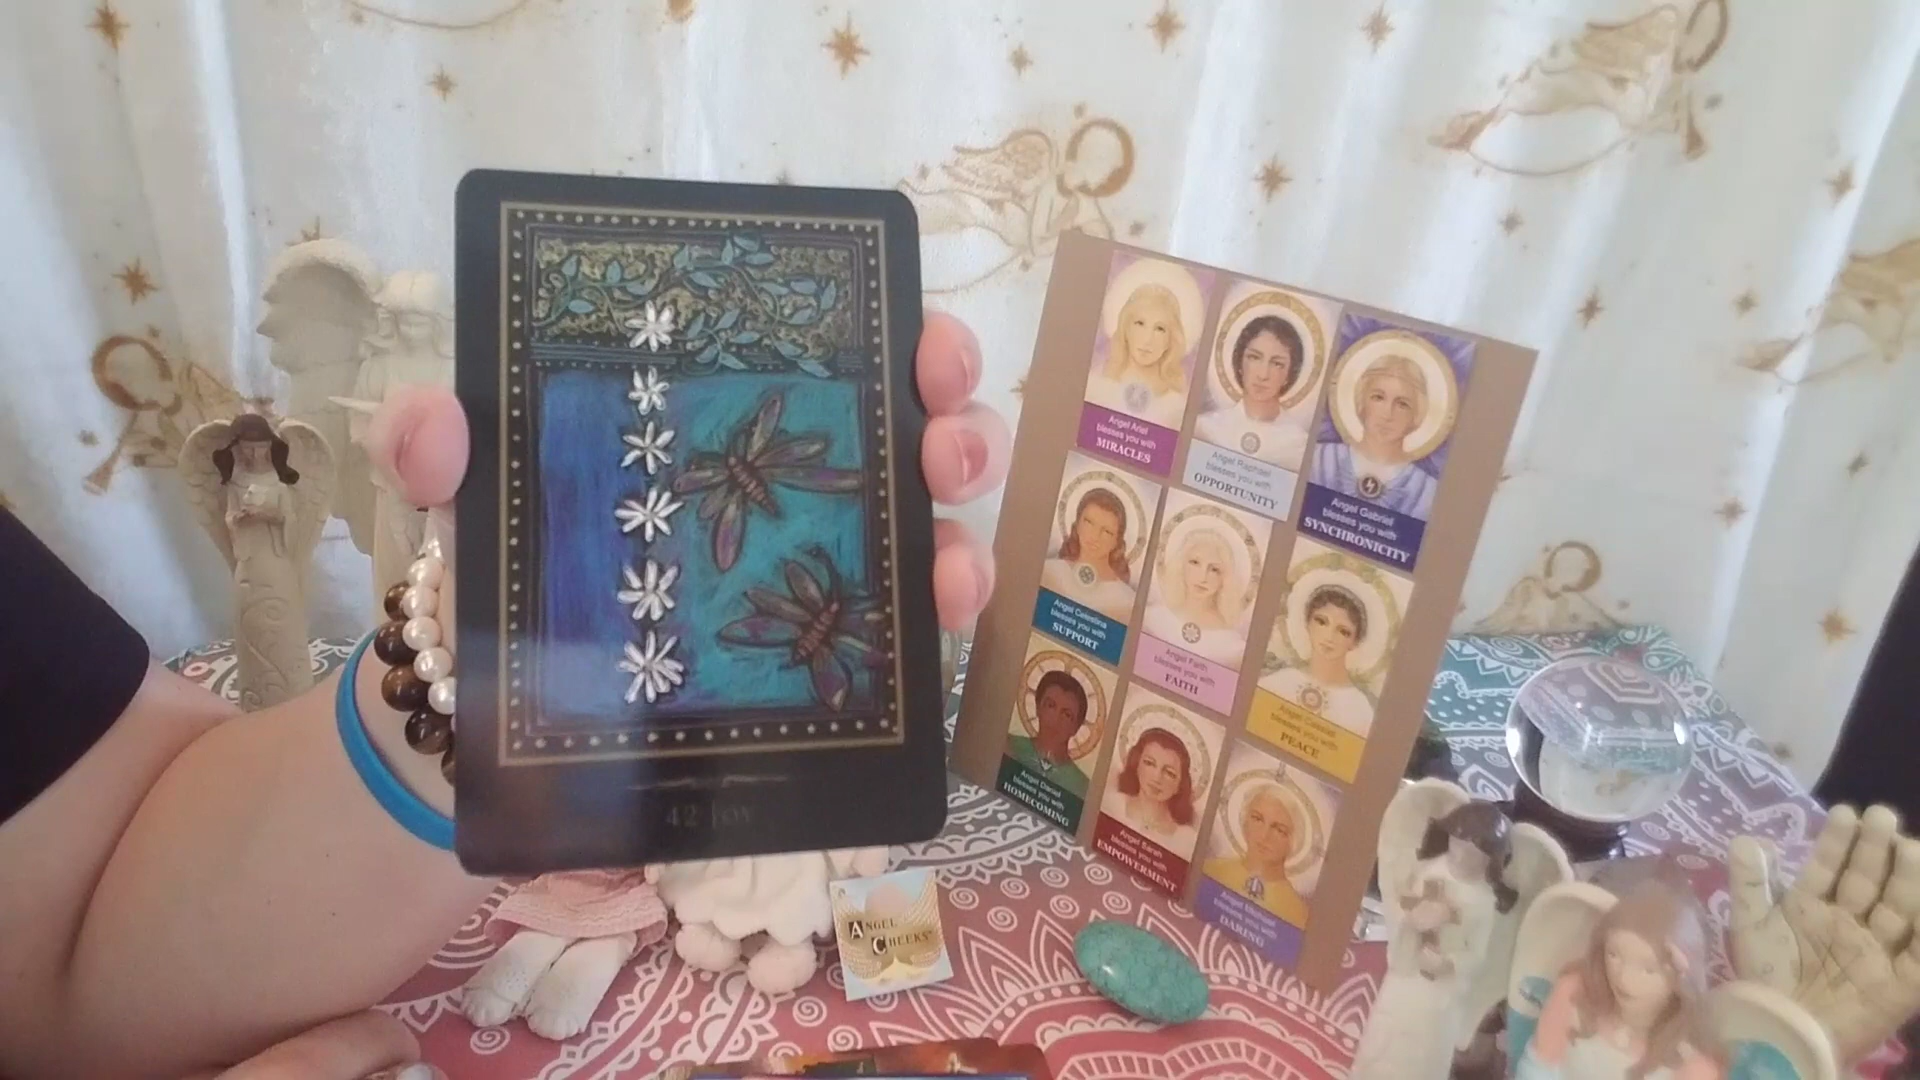 42 JOY
Angel Ariel
blesses you with
MIRACLES
Angel Raphael
blesses you with
OPPORTUNITY
Angel Gabriel
blesses you with
SYNCHRONICITY
Angel Celestina
blesses you with
SUPPORT
Angel Faith
blesses you with
FAITH
Angel Cassiel
blesses you with
PEACE
Angel Daniel
blesses you with
HOMECOMING
Angel Sarah
blesses you with
EMPOWERMENT
Angel Michael
blesses you with
DARING
ANGEL
CHEEKS